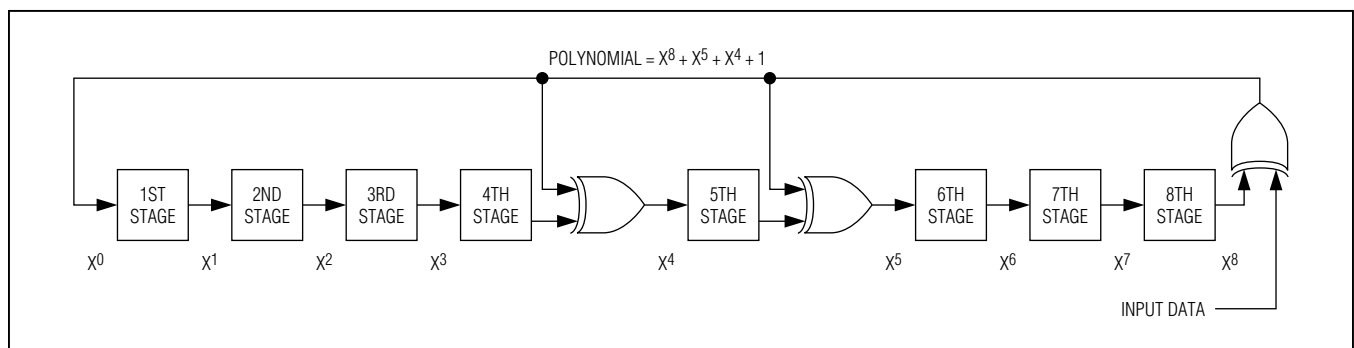 POLYNOMIAL = X⁸ + X⁵ + X⁴ + 1
1ST
STAGE
2ND
STAGE
3RD
STAGE
4TH
STAGE
5TH
STAGE
6TH
STAGE
7TH
STAGE
8TH
STAGE
X⁰
X¹
X²
X³
X⁴
X⁵
X⁶
X⁷
X⁸
INPUT DATA